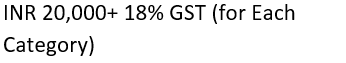 INR 20,000+ 18% GST (for Each
Category)